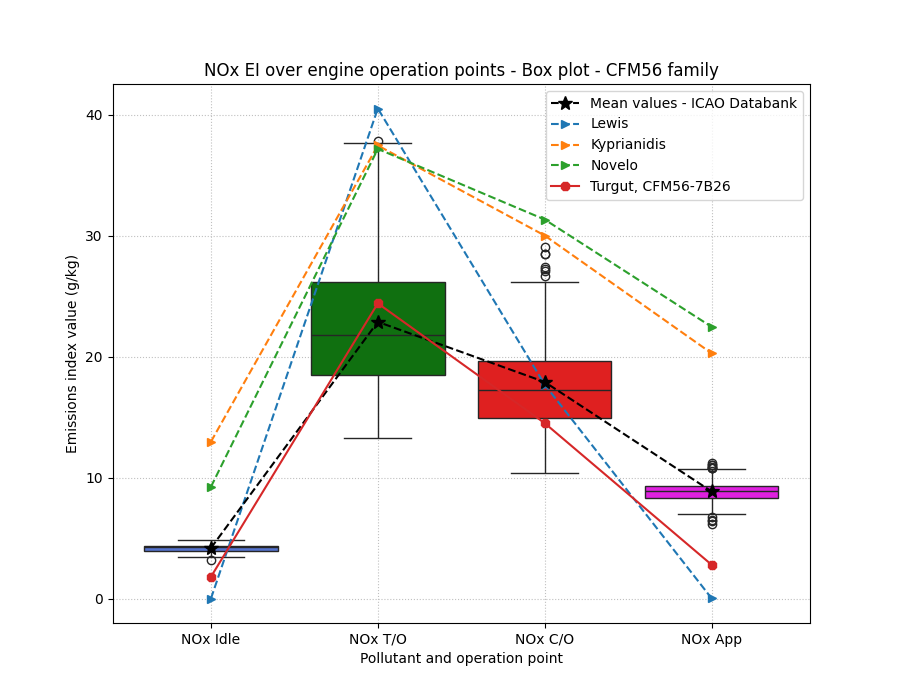 NOx EI over engine operation points - Box plot - CFM56 family
Mean values - ICAO Databank
Lewis
Kyprianidis
Novelo
Turgut, CFM56-7B26
Emissions index value (g/kg)
40
30
20
10
0
NOx Idle
NOx T/O
NOx C/O
NOx App
Pollutant and operation point